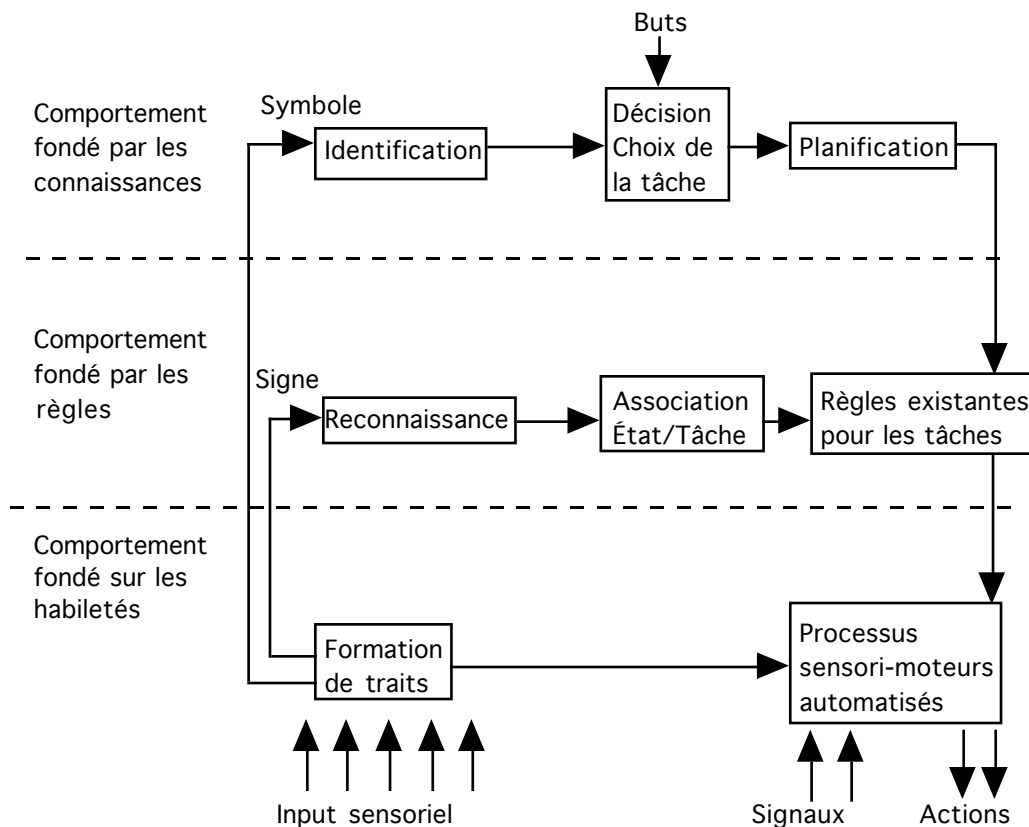 Buts
Comportement
fondé par les
connaissances
Symbole
Identification
Décision
Choix de
la tâche
Planification
Comportement
fondé par les
règles
Signe
Reconnaissance
Association
État/Tâche
Règles existantes
pour les tâches
Comportement
fondé sur les
habiletés
Formation
de traits
Processus
sensori-moteurs
automatisés
Input sensoriel
Signaux
Actions